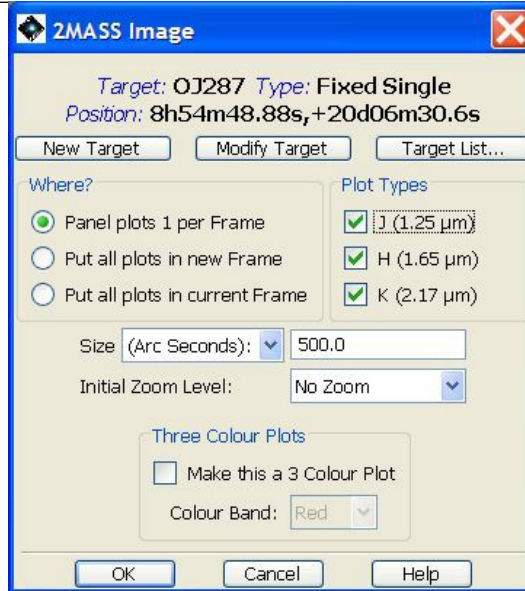 2MASS Image
Target: OJ287 Type: Fixed Single
Position: 8h54m48.88s,+20d06m30.6s
New Target Modify Target Target List...
Where?
Panel plots 1 per Frame
Put all plots in new Frame
Put all plots in current Frame
Plot Types
J (1.25 µm)
H (1.65 µm)
K (2.17 µm)
Size (Arc Seconds): 500.0
Initial Zoom Level: No Zoom
Three Colour Plots
Make this a 3 Colour Plot
Colour Band: Red
OK Cancel Help